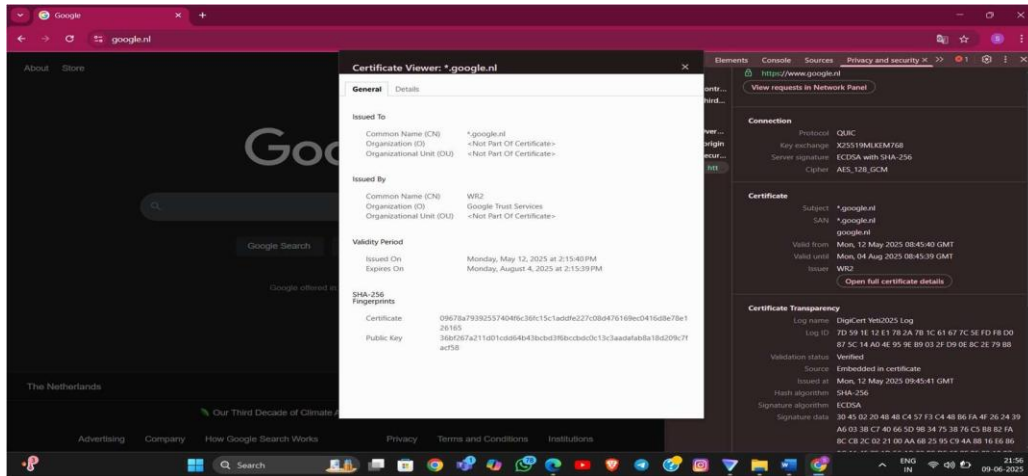 Google
google.nl
About Store
Goo
Google Search
Google offered in
The Netherlands
Our Third Decade of Climate A
Advertising Company How Google Search Works
Privacy Terms and Conditions Institutions
Certificate Viewer: *.google.nl
General Details
Issued To
Common Name (CN) *.google.nl
Organization (O) <Not Part Of Certificate>
Organizational Unit (OU) <Not Part Of Certificate>
Issued By
Common Name (CN) WR2
Organization (O) Google Trust Services
Organizational Unit (OU) <Not Part Of Certificate>
Validity Period
Issued On Monday, May 12, 2025 at 2:15:40 PM
Expires On Monday, August 4, 2025 at 2:15:39 PM
SHA-256
Fingerprints
Certificate 09678a79392557404f6c36fc15c1addfe227c08d476169ec0416d8e78e1
26165
Public Key 36bf267a211d01cdd64b43bcbd3f6bccbdc0c13c3aadafab8a18d209c7f
acf58
Elements Console Sources Privacy and security 1
https://www.google.nl
View requests in Network Panel
Connection
Protocol QUIC
Key exchange X25519MLKEM768
Server signature ECDSA with SHA-256
Cipher AES_128_GCM
Certificate
Subject *.google.nl
SAN *.google.nl
google.nl
Valid from Mon, 12 May 2025 08:45:40 GMT
Valid until Mon, 04 Aug 2025 08:45:39 GMT
Issuer WR2
Open full certificate details
Certificate Transparency
Log name DigiCert Yeti2025 Log
Log ID 7D 59 1E 12 E1 78 2A 7B 1C 61 67 7C 5E FD F8 D0
87 5C 14 A0 4E 95 9E B9 03 2F D9 0E 8C 2E 79 B8
Validation status Verified
Source Embedded in certificate
Issued at Mon, 12 May 2025 09:45:41 GMT
Hash algorithm SHA-256
Signature algorithm ECDSA
Signature data 30 45 02 20 48 48 C4 57 F3 C4 48 B6 FA 4F 26 24 39
A6 03 38 C7 40 66 5D 98 34 75 38 76 C5 B8 82 FA
BC C8 2C 02 21 00 AA 6B 25 95 C9 4A 88 16 E6 86
Search
ENG
IN
21:56
09-06-2025